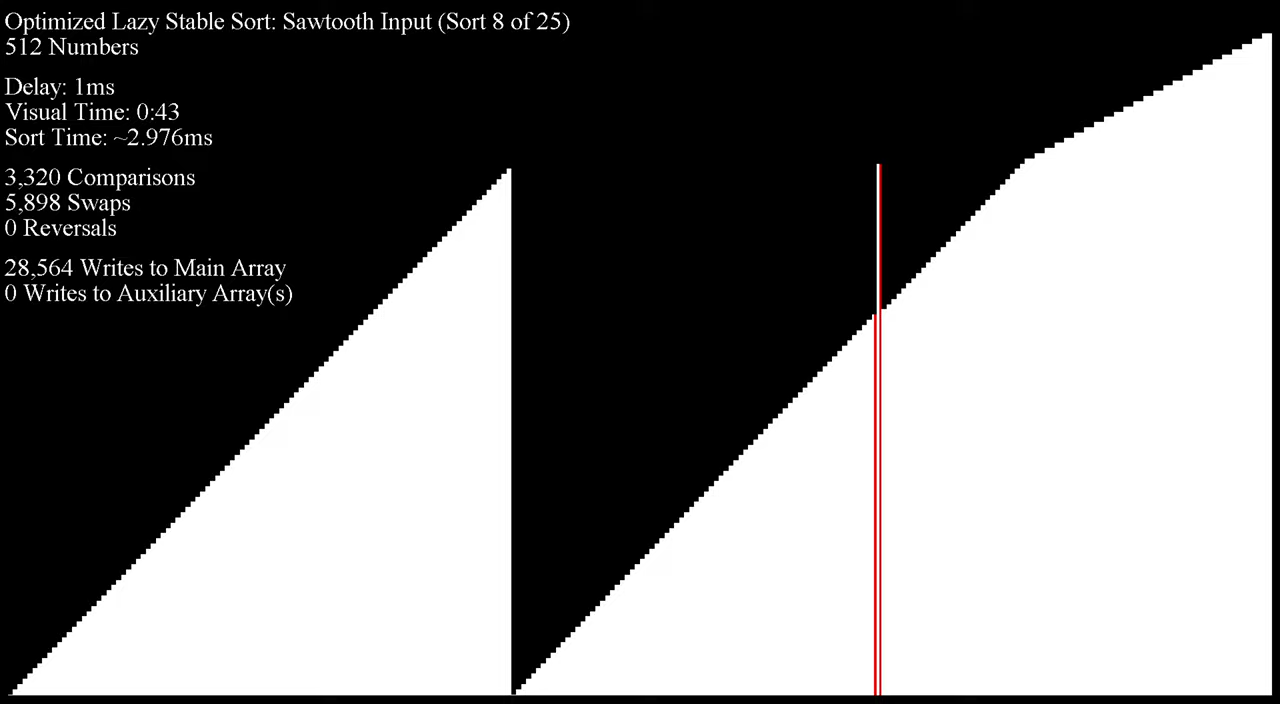 Optimized Lazy Stable Sort: Sawtooth Input (Sort 8 of 25)
512 Numbers
Delay: 1ms
Visual Time: 0:43
Sort Time: ~2.976ms
3,320 Comparisons
5,898 Swaps
0 Reversals
28,564 Writes to Main Array
0 Writes to Auxiliary Array(s)